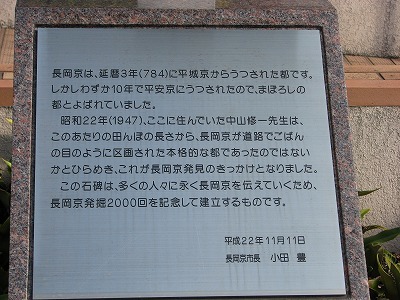 長岡京は、延暦3年(784)に平城京からうつされた都です。
しかしわずか10年で平安京にうつされたので、まぼろしの
都とよばれていました。
昭和22年(1947)、ここに住んでいた中山修一先生は、
このあたりの田んぼの長さから、長岡京が道路でごばん
の目のように区画された本格的な都であったのではない
かとひらめき、これが長岡京発見のきっかけとなりました。
この石碑は、多くの人々に永く長岡京を伝えていくため、
長岡京発掘2000回を記念して建立するものです。
平成22年11月11日
長岡京市長 小田 豊